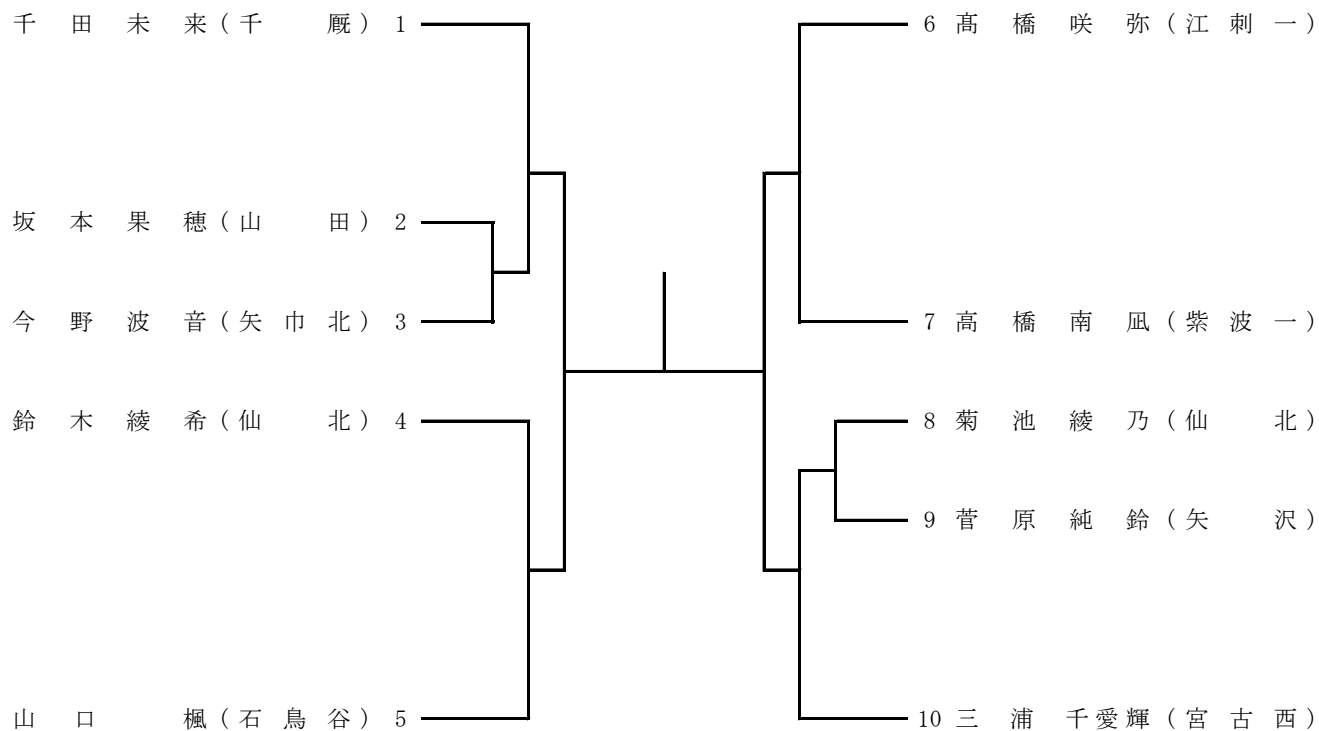 千田未来(千厩) 1
坂本果穂(山田) 2
今野波音(矢巾北) 3
鈴木綾希(仙北) 4
山口楓(石鳥谷) 5
6 髙橋咲弥(江刺一)
7 高橋南凪(紫波一)
8 菊池綾乃(仙北)
9 菅原純鈴(矢沢)
10 三浦千愛輝(宮古西)